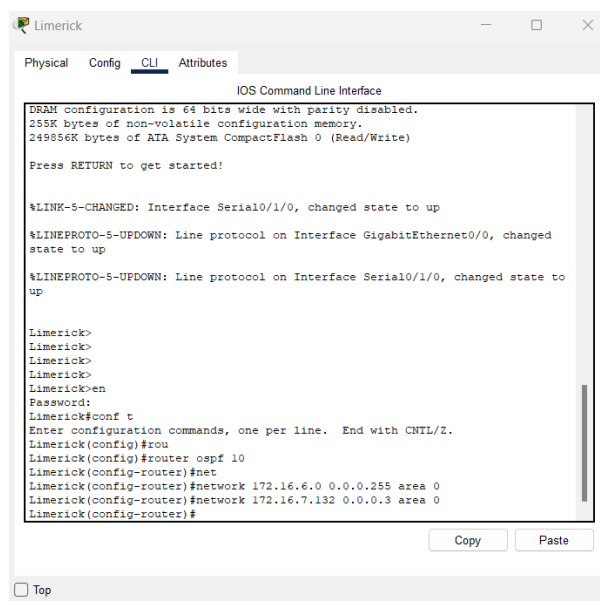 Limerick
Physical Config CLI Attributes
IOS Command Line Interface
DRAM configuration is 64 bits wide with parity disabled.
255K bytes of non-volatile configuration memory.
249856K bytes of ATA System CompactFlash 0 (Read/Write)
Press RETURN to get started!
%LINK-5-CHANGED: Interface Serial0/1/0, changed state to up
%LINEPROTO-5-UPDOWN: Line protocol on Interface GigabitEthernet0/0, changed
state to up
%LINEPROTO-5-UPDOWN: Line protocol on Interface Serial0/1/0, changed state to
up
Limerick>
Limerick>
Limerick>
Limerick>
Limerick>en
Password:
Limerick#conf t
Enter configuration commands, one per line.  End with CNTL/Z.
Limerick(config)#rou
Limerick(config)#router ospf 10
Limerick(config-router)#net
Limerick(config-router)#network 172.16.6.0 0.0.0.255 area 0
Limerick(config-router)#network 172.16.7.132 0.0.0.3 area 0
Limerick(config-router)#
Copy Paste
Top